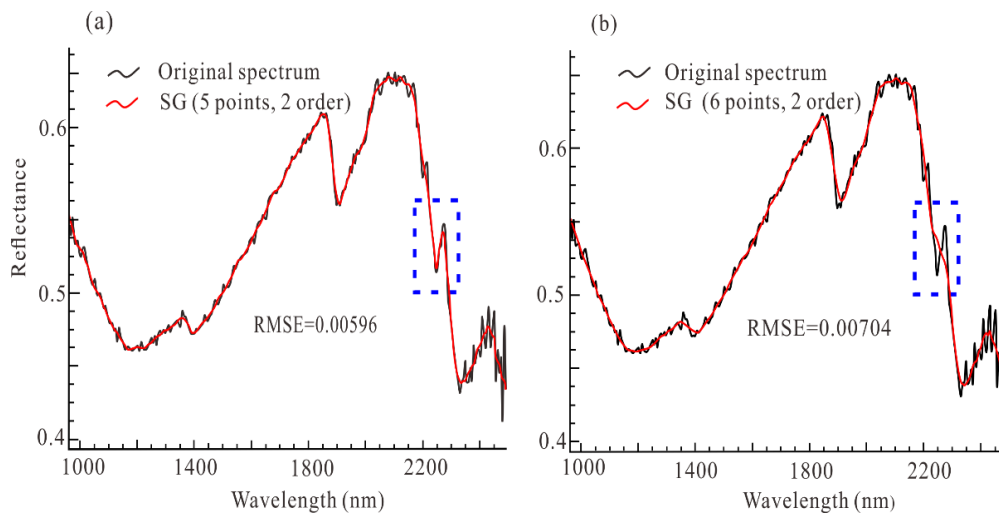 (a)
Original spectrum
SG (5 points, 2 order)
0.6
0.5
0.4
Reflectance
RMSE=0.00596
1000 1400 1800 2200
Wavelength (nm)
(b)
Original spectrum
SG (6 points, 2 order)
0.6
0.5
0.4
RMSE=0.00704
1000 1400 1800 2200
Wavelength (nm)